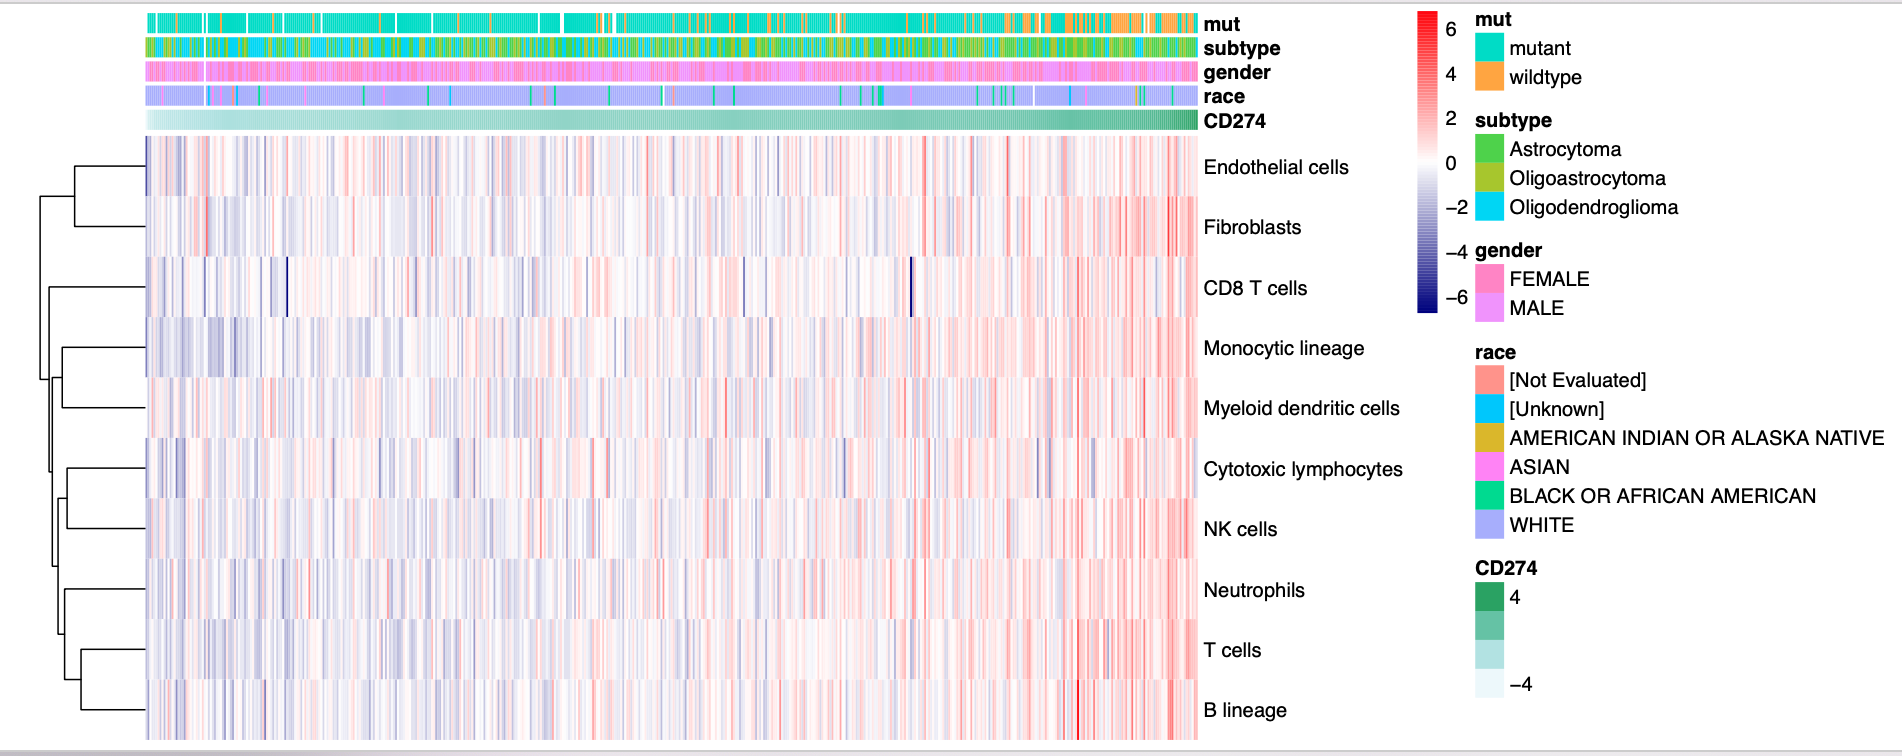 mut
subtype
gender
race
CD274
Endothelial cells
Fibroblasts
CD8 T cells
Monocytic lineage
Myeloid dendritic cells
Cytotoxic lymphocytes
NK cells
Neutrophils
T cells
B lineage
6
4
2
0
−2
−4
−6
mut
mutant
wildtype
subtype
Astrocytoma
Oligoastrocytoma
Oligodendroglioma
gender
FEMALE
MALE
race
[Not Evaluated]
[Unknown]
AMERICAN INDIAN OR ALASKA NATIVE
ASIAN
BLACK OR AFRICAN AMERICAN
WHITE
CD274
4
−4